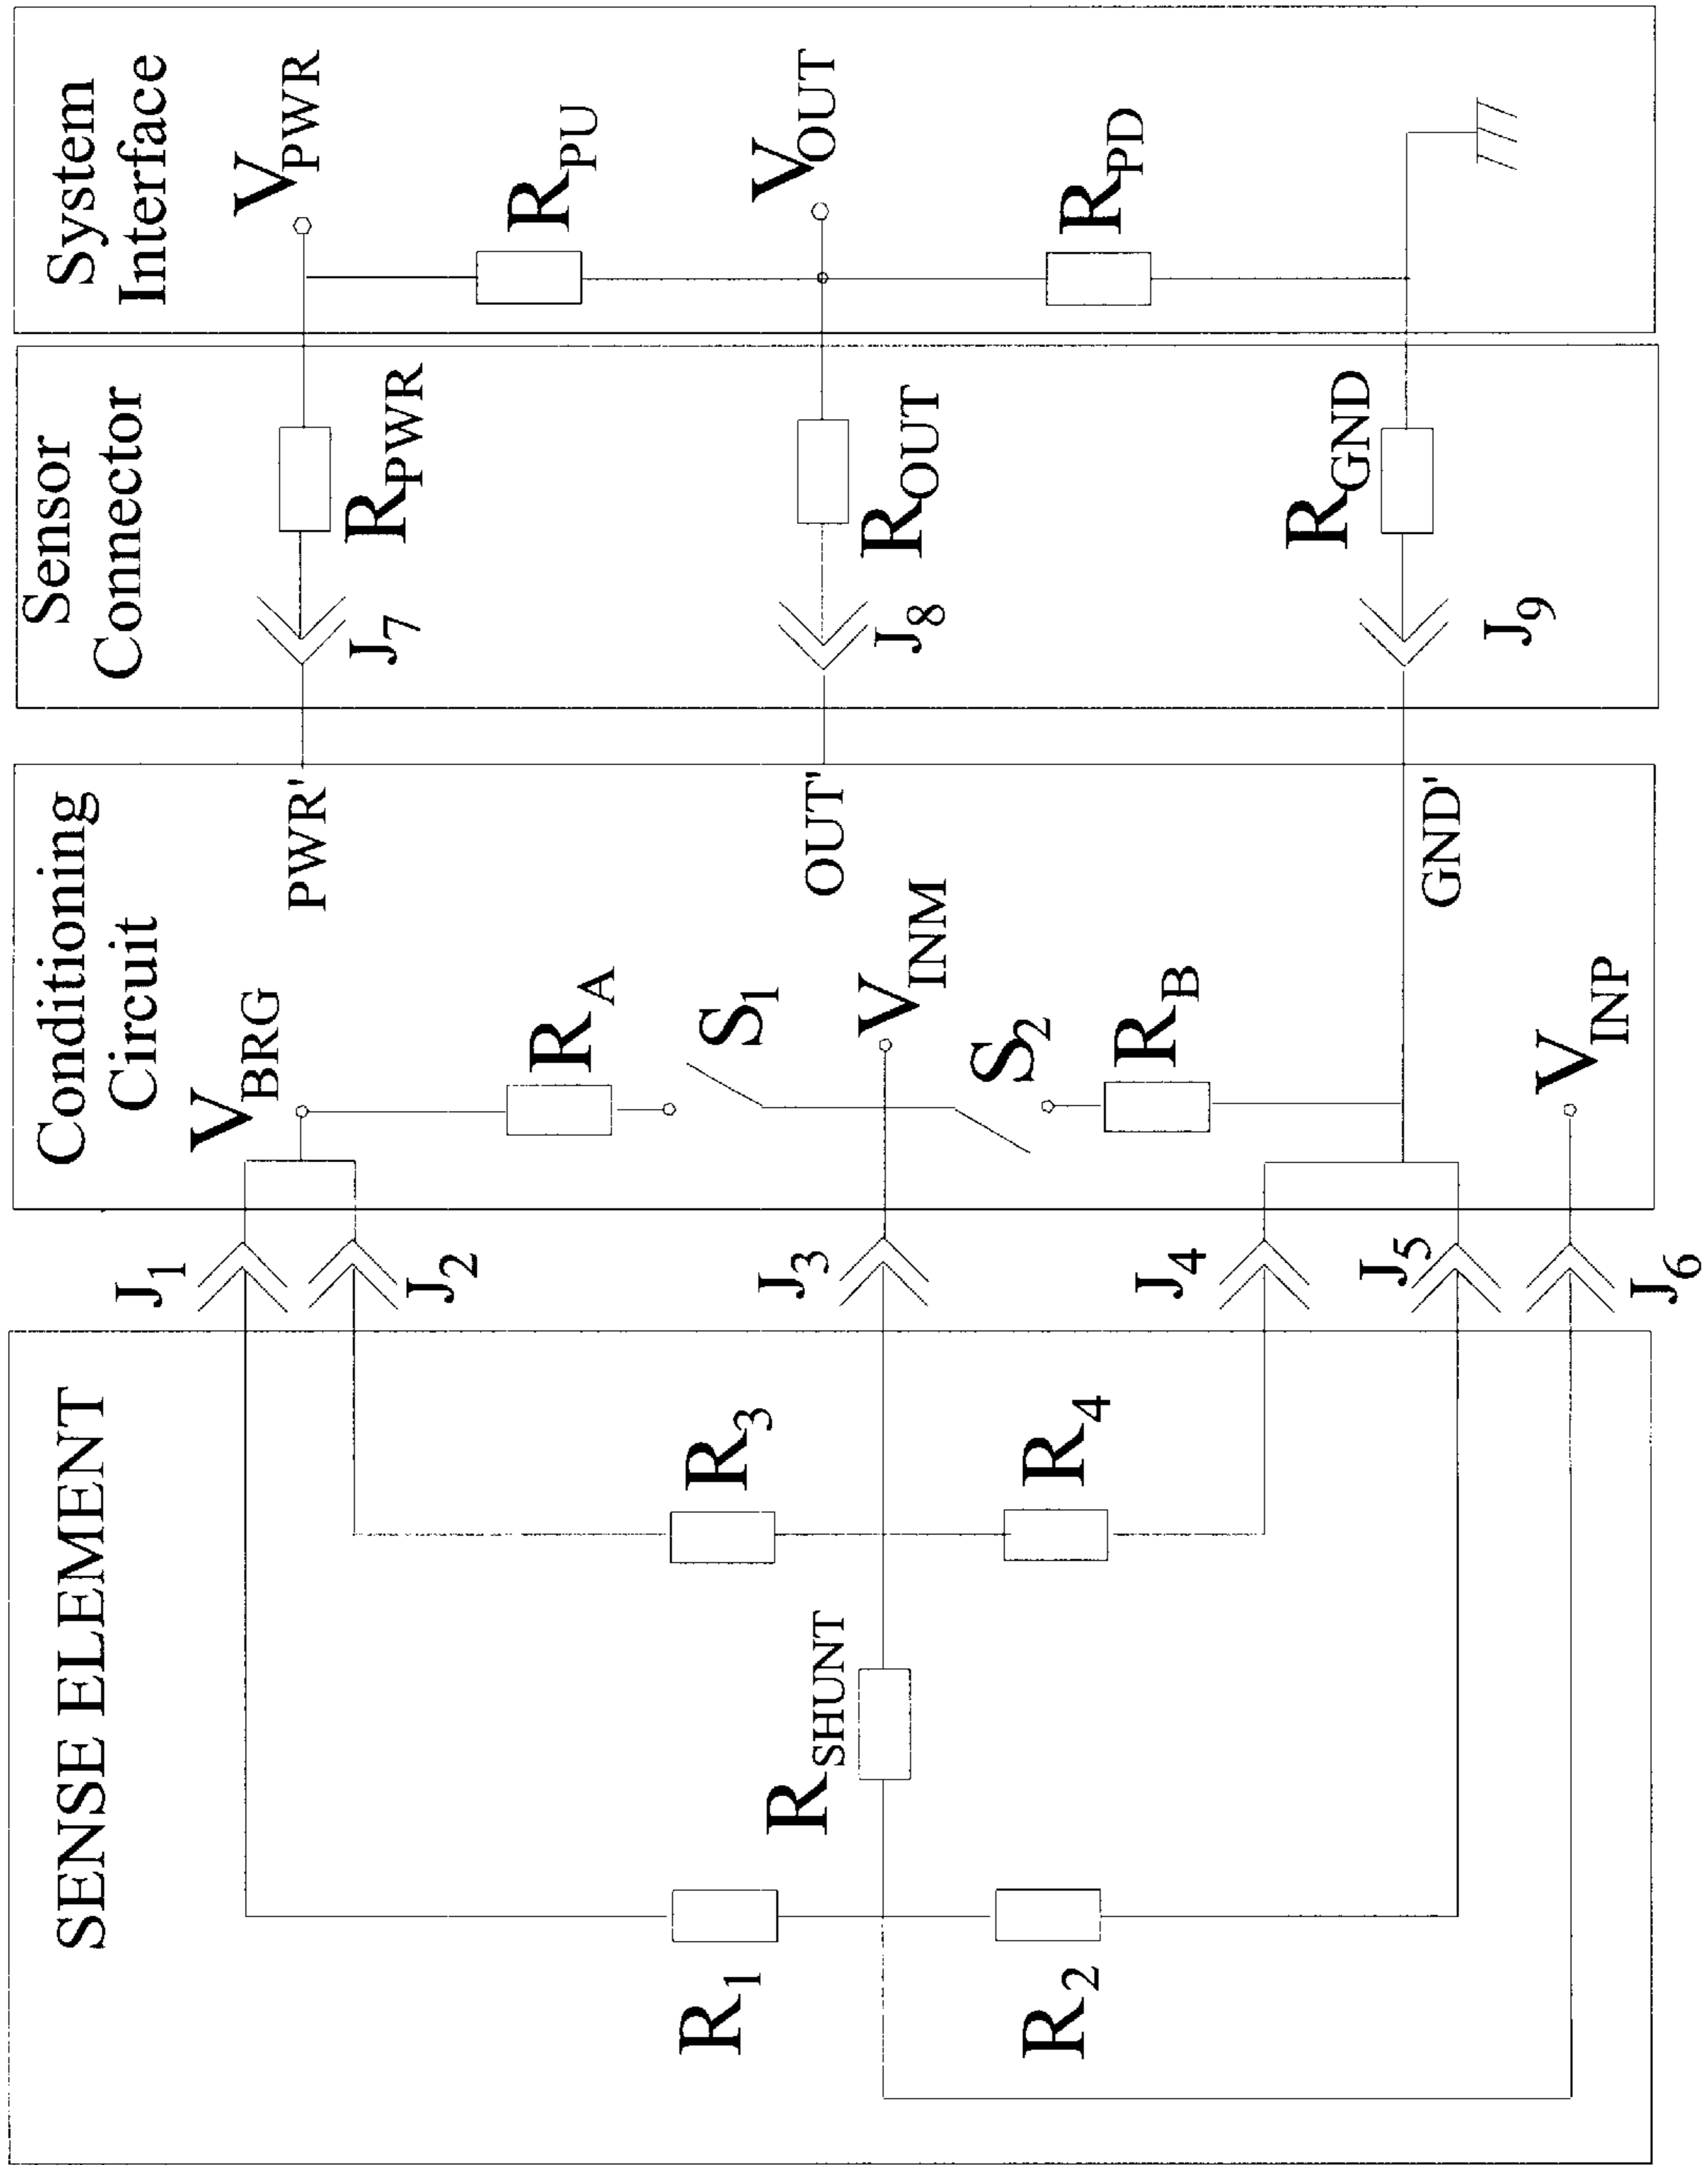 SENSE ELEMENT
R1
R2
RSHUNT
R3
R4
J1
J2
J3
J4
J5
J6
Conditioning
Circuit
VBRG
RA
S1
VINM
S2
RB
VINP
PWR'
OUT'
GND'
Sensor
Connector
J7
RPWR
J8
ROUT
J9
RGND
System
Interface
VPWR
RPU
VOUT
RPD